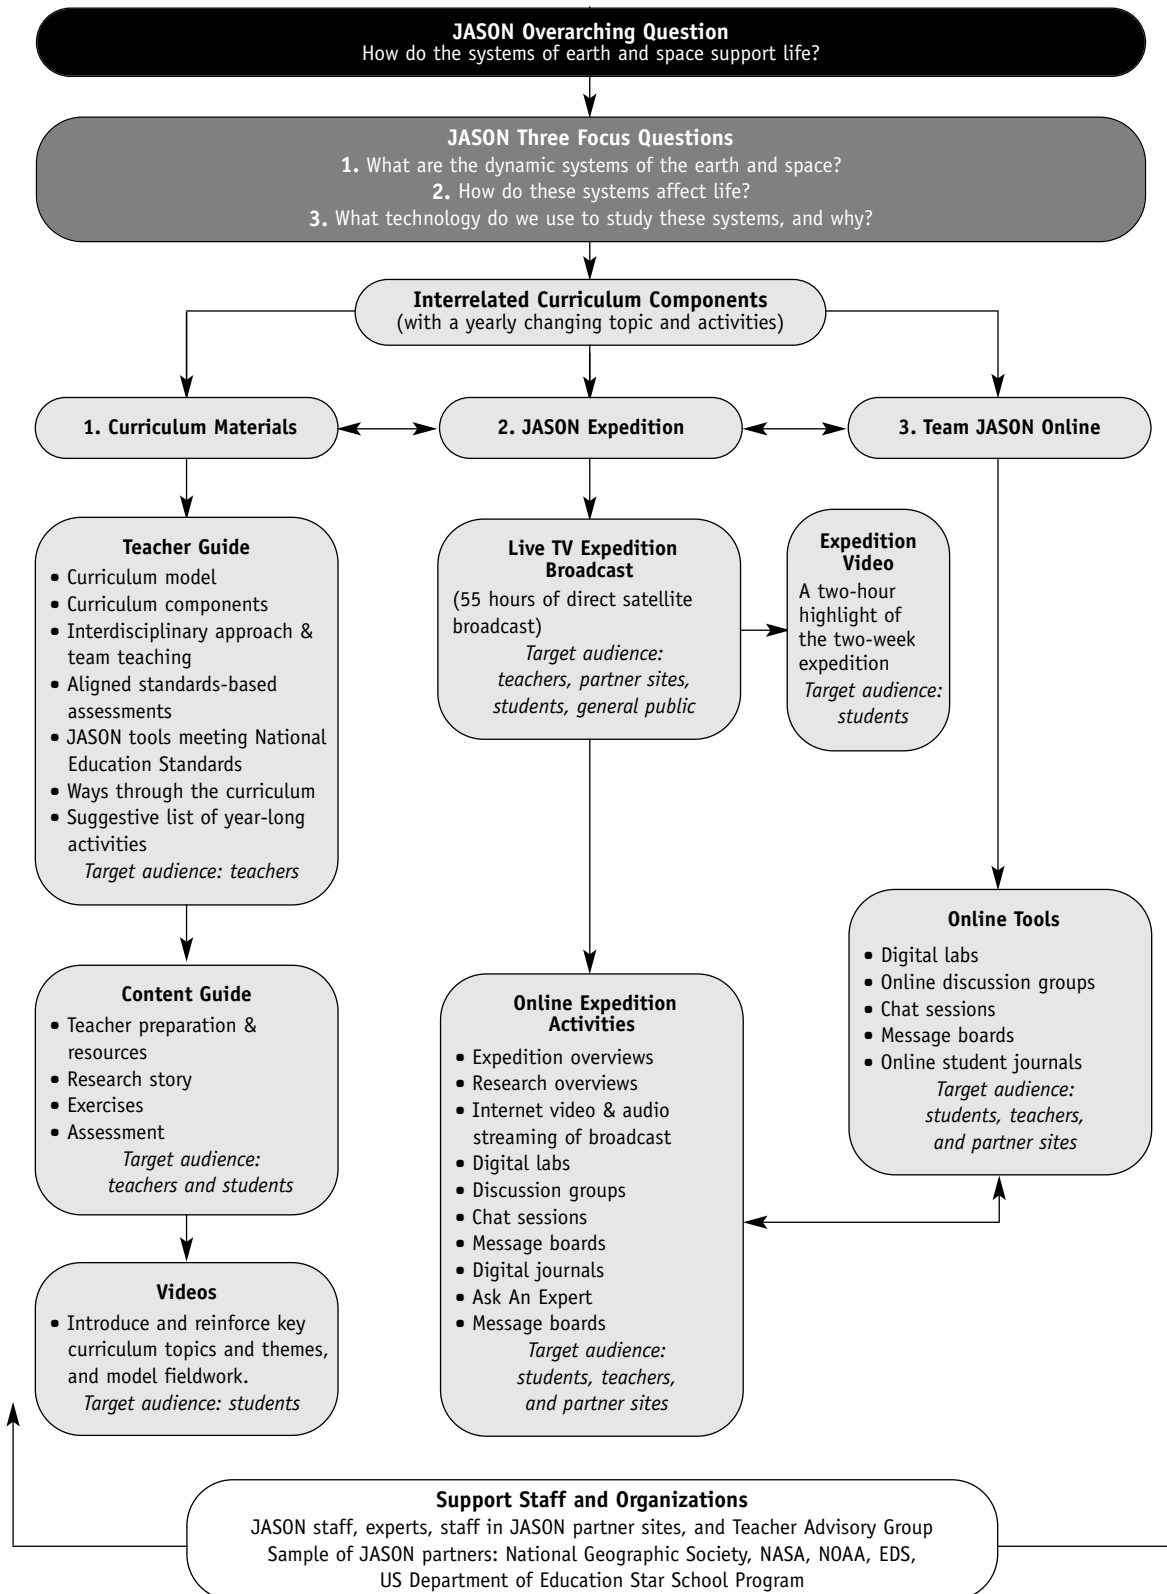 JASON Overarching Question
How do the systems of earth and space support life?
JASON Three Focus Questions
1. What are the dynamic systems of the earth and space?
2. How do these systems affect life?
3. What technology do we use to study these systems, and why?
Interrelated Curriculum Components
(with a yearly changing topic and activities)
1. Curriculum Materials
2. JASON Expedition
3. Team JASON Online
Teacher Guide
• Curriculum model
• Curriculum components
• Interdisciplinary approach &
team teaching
• Aligned standards-based
assessments
• JASON tools meeting National
Education Standards
• Ways through the curriculum
• Suggestive list of year-long
activities
Target audience: teachers
Live TV Expedition
Broadcast
(55 hours of direct satellite
broadcast)
Target audience:
teachers, partner sites,
students, general public
Expedition
Video
A two-hour
highlight of
the two-week
expedition
Target audience:
students
Content Guide
• Teacher preparation &
resources
• Research story
• Exercises
• Assessment
Target audience:
teachers and students
Online Expedition
Activities
• Expedition overviews
• Research overviews
• Internet video & audio
streaming of broadcast
• Digital labs
• Discussion groups
• Chat sessions
• Message boards
• Digital journals
• Ask An Expert
• Message boards
Target audience:
students, teachers,
and partner sites
Online Tools
• Digital labs
• Online discussion groups
• Chat sessions
• Message boards
• Online student journals
Target audience:
students, teachers,
and partner sites
Videos
• Introduce and reinforce key
curriculum topics and themes,
and model fieldwork.
Target audience: students
Support Staff and Organizations
JASON staff, experts, staff in JASON partner sites, and Teacher Advisory Group
Sample of JASON partners: National Geographic Society, NASA, NOAA, EDS,
US Department of Education Star School Program